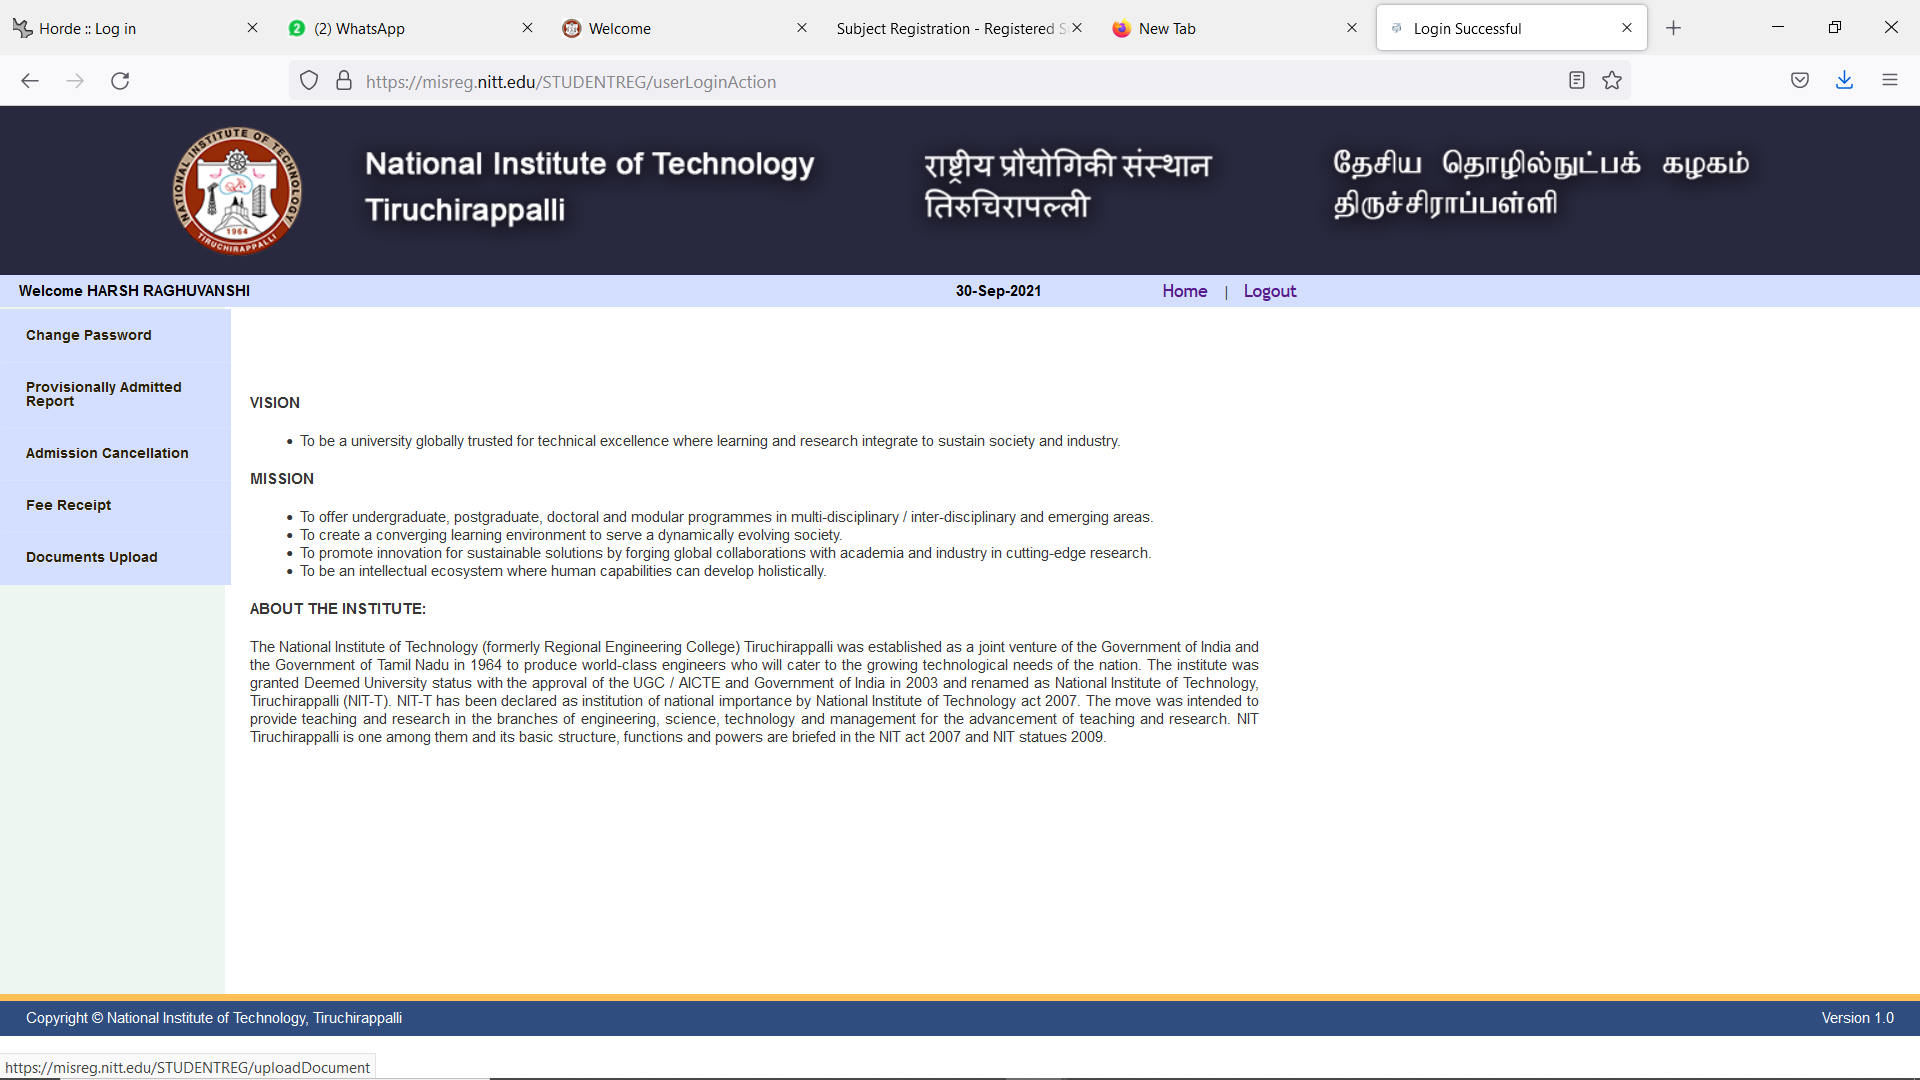 Horde :: Log in
(2) WhatsApp
Welcome
Subject Registration - Registered S
New Tab
Login Successful
https://misreg.nitt.edu/STUDENTREG/userLoginAction
NATIONAL INSTITUTE OF TECHNOLOGY
1964
TIRUCHIRAPPALLI
National Institute of Technology
Tiruchirappalli
राष्ट्रीय प्रौद्योगिकी संस्थान
तिरुचिरापल्ली
தேசிய தொழில்நுட்பக் கழகம்
திருச்சிராப்பள்ளி
Welcome HARSH RAGHUVANSHI
30-Sep-2021
Home | Logout
Change Password
Provisionally Admitted
Report
Admission Cancellation
Fee Receipt
Documents Upload
VISION
• To be a university globally trusted for technical excellence where learning and research integrate to sustain society and industry.
MISSION
• To offer undergraduate, postgraduate, doctoral and modular programmes in multi-disciplinary / inter-disciplinary and emerging areas.
• To create a converging learning environment to serve a dynamically evolving society.
• To promote innovation for sustainable solutions by forging global collaborations with academia and industry in cutting-edge research.
• To be an intellectual ecosystem where human capabilities can develop holistically.
ABOUT THE INSTITUTE:
The National Institute of Technology (formerly Regional Engineering College) Tiruchirappalli was established as a joint venture of the Government of India and
the Government of Tamil Nadu in 1964 to produce world-class engineers who will cater to the growing technological needs of the nation. The institute was
granted Deemed University status with the approval of the UGC / AICTE and Government of India in 2003 and renamed as National Institute of Technology,
Tiruchirappalli (NIT-T). NIT-T has been declared as institution of national importance by National Institute of Technology act 2007. The move was intended to
provide teaching and research in the branches of engineering, science, technology and management for the advancement of teaching and research. NIT
Tiruchirappalli is one among them and its basic structure, functions and powers are briefed in the NIT act 2007 and NIT statues 2009.
Copyright © National Institute of Technology, Tiruchirappalli
Version 1.0
https://misreg.nitt.edu/STUDENTREG/uploadDocument